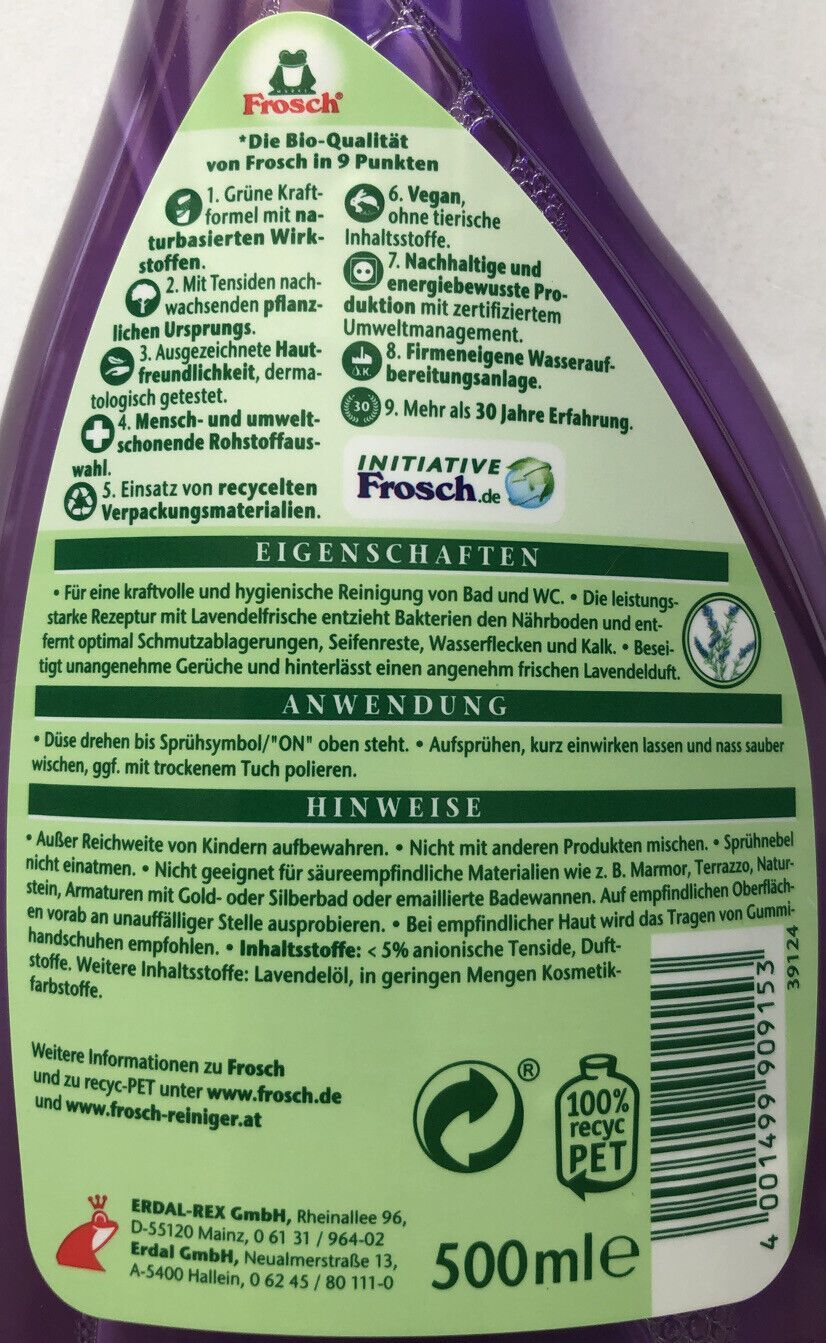 Frosch®
*Die Bio-Qualität
von Frosch in 9 Punkten
1. Grüne Kraft-
formel mit na-
turbasierten Wirk-
stoffen.
2. Mit Tensiden nach-
wachsenden pflanz-
lichen Ursprungs.
3. Ausgezeichnete Haut-
freundlichkeit, derma-
tologisch getestet.
4. Mensch- und umwelt-
schonende Rohstoffaus-
wahl.
5. Einsatz von recycelten
Verpackungsmaterialien.
6. Vegan,
ohne tierische
Inhaltsstoffe.
7. Nachhaltige und
energiebewusste Pro-
duktion mit zertifiziertem
Umweltmanagement.
8. Firmeneigene Wasserauf-
bereitungsanlage.
30
9. Mehr als 30 Jahre Erfahrung.
INITIATIVE
Frosch.de
EIGENSCHAFTEN
• Für eine kraftvolle und hygienische Reinigung von Bad und WC. • Die leistungs-
starke Rezeptur mit Lavendelfrische entzieht Bakterien den Nährboden und ent-
fernt optimal Schmutzablagerungen, Seifenreste, Wasserflecken und Kalk. • Besei-
tigt unangenehme Gerüche und hinterlässt einen angenehm frischen Lavendelduft.
ANWENDUNG
• Düse drehen bis Sprühsymbol/"ON" oben steht. • Aufsprühen, kurz einwirken lassen und nass sauber
wischen, ggf. mit trockenem Tuch polieren.
HINWEISE
• Außer Reichweite von Kindern aufbewahren. • Nicht mit anderen Produkten mischen. • Sprühnebel
nicht einatmen. • Nicht geeignet für säureempfindliche Materialien wie z. B. Marmor, Terrazzo, Natur-
stein, Armaturen mit Gold- oder Silberbad oder emaillierte Badewannen. Auf empfindlichen Oberfläch-
en vorab an unauffälliger Stelle ausprobieren. • Bei empfindlicher Haut wird das Tragen von Gummi-
handschuhen empfohlen. • Inhaltsstoffe: < 5% anionische Tenside, Duft-
stoffe. Weitere Inhaltsstoffe: Lavendelöl, in geringen Mengen Kosmetik-
farbstoffe.
39124
4 001499 909153
Weitere Informationen zu Frosch
und zu recyc-PET unter www.frosch.de
und www.frosch-reiniger.at
®
100%
recyc
PET
ERDAL-REX GmbH, Rheinallee 96,
D-55120 Mainz, 0 61 31 / 964-02
Erdal GmbH, Neualmerstraße 13,
A-5400 Hallein, 0 62 45 / 80 111-0
500ml℮